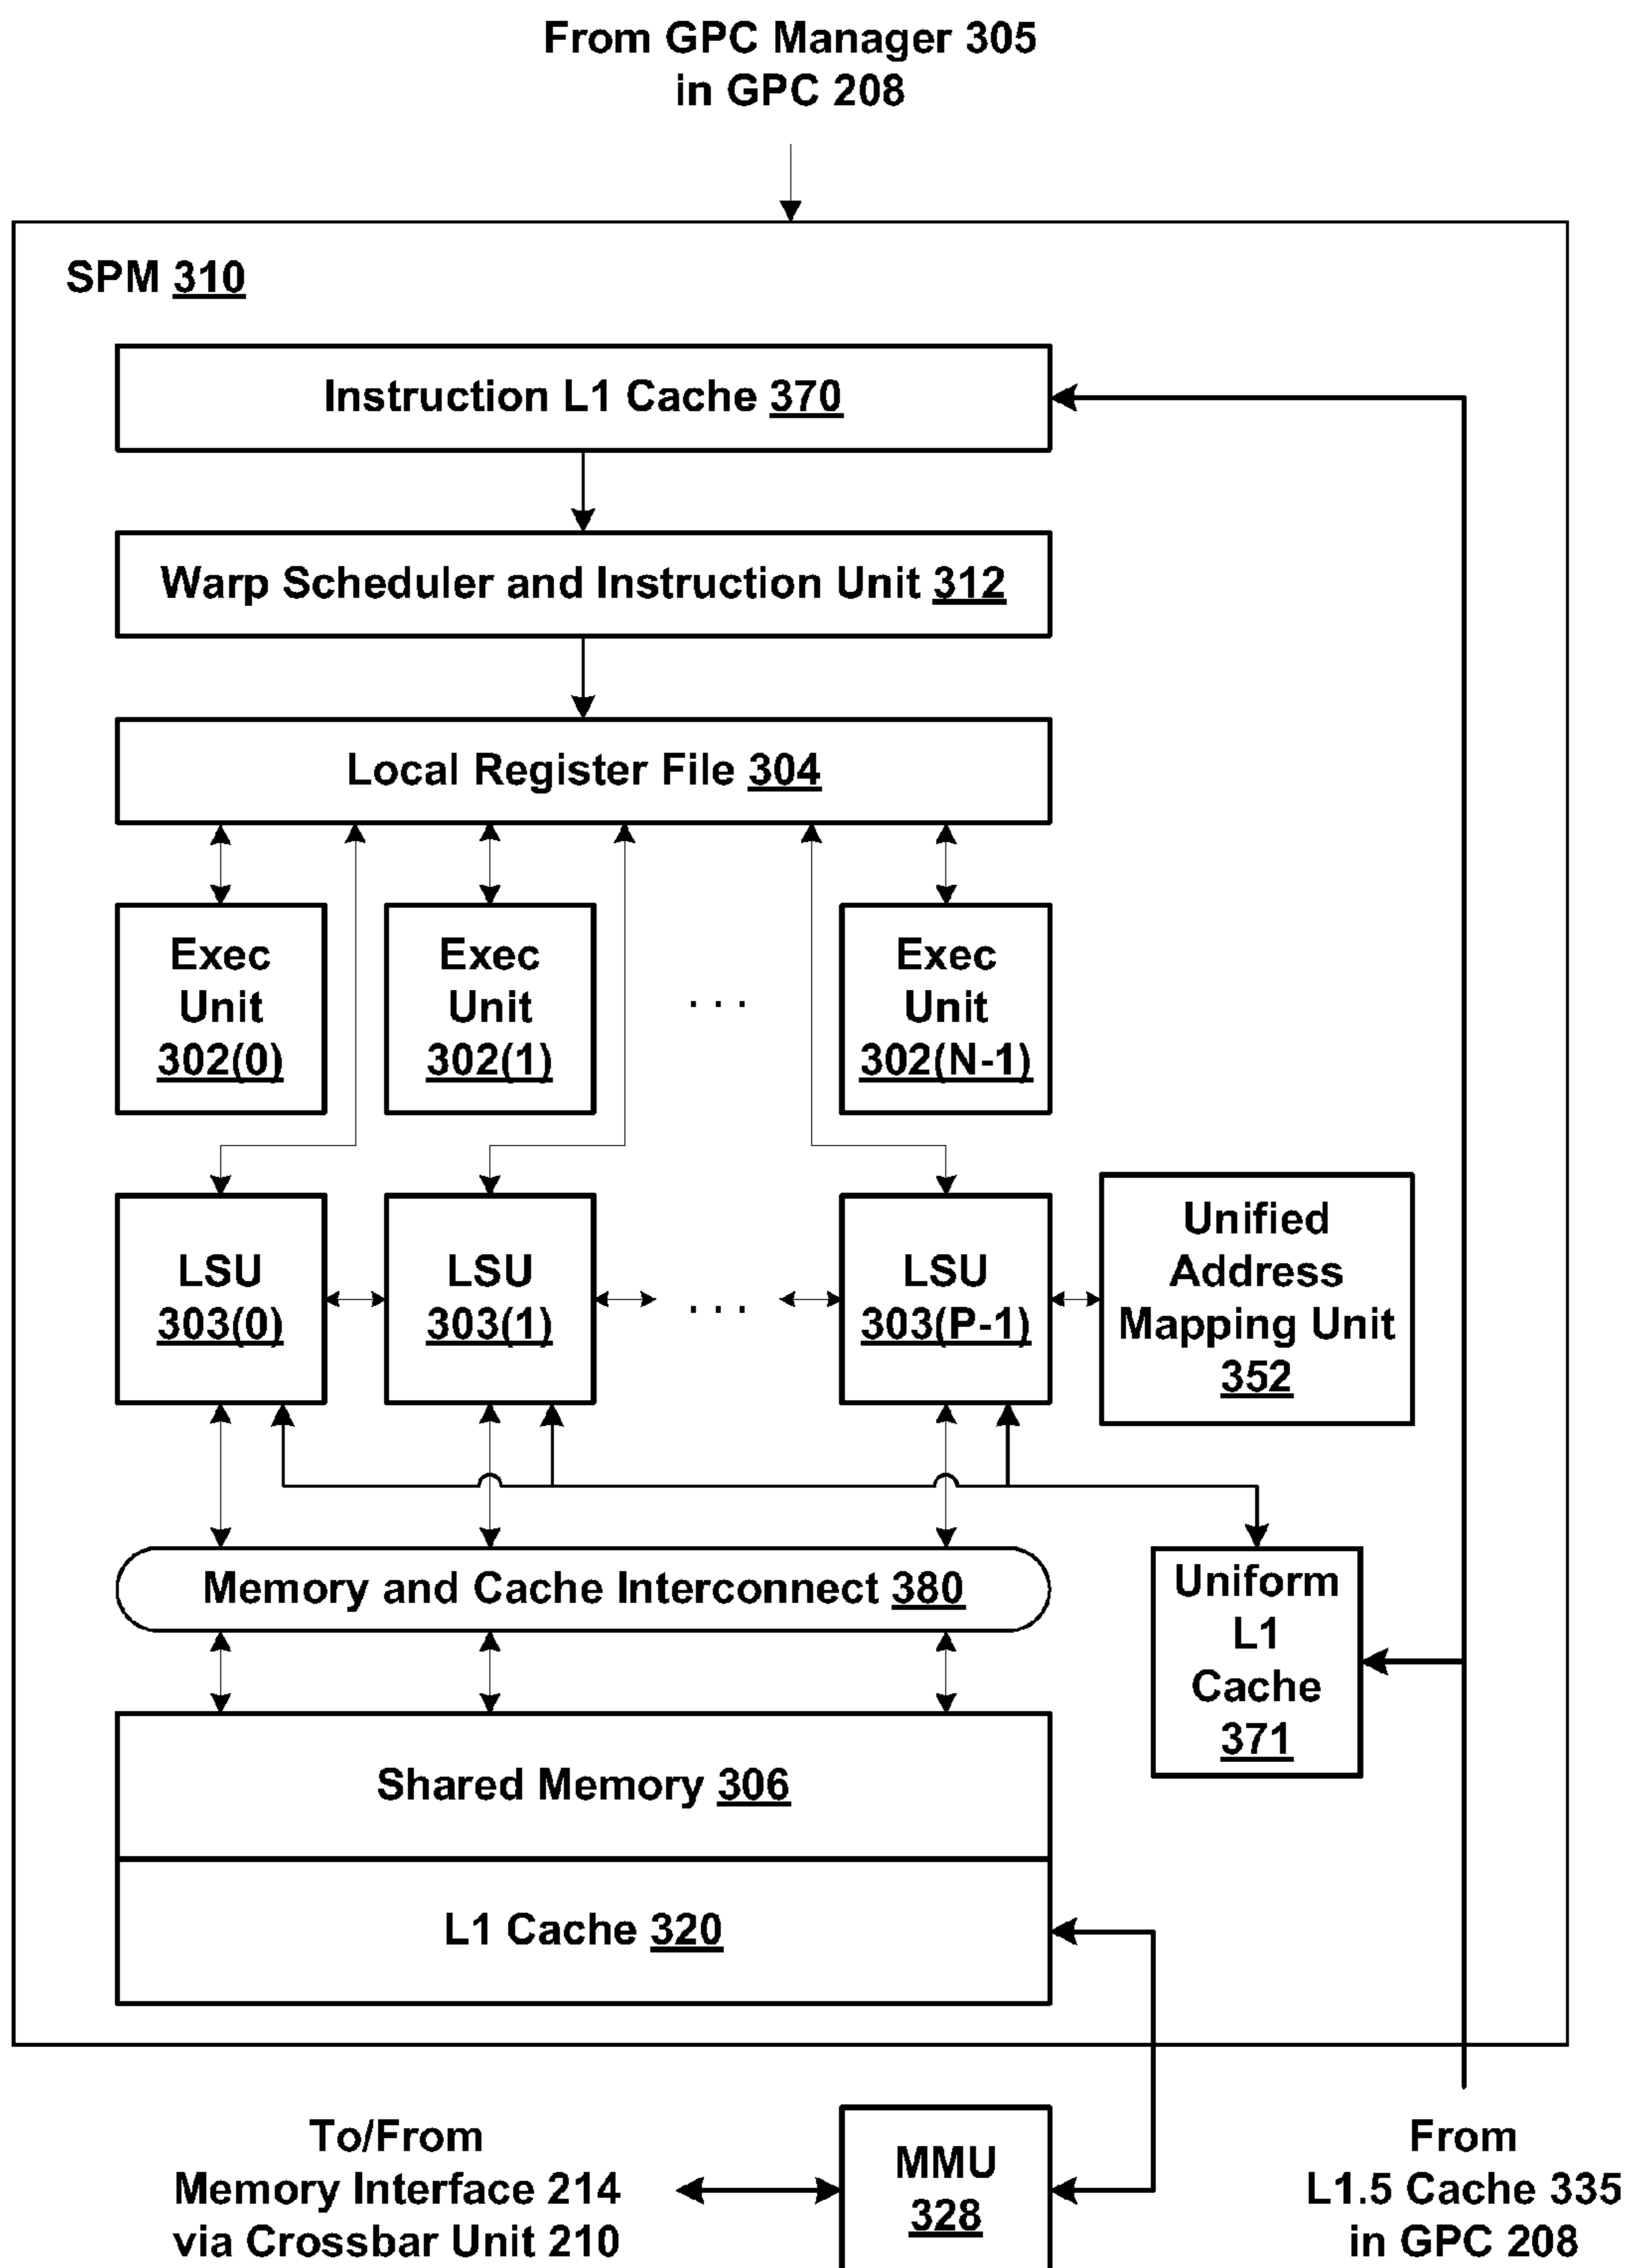 From GPC Manager 305
in GPC 208
SPM 310
Instruction L1 Cache 370
Warp Scheduler and Instruction Unit 312
Local Register File 304
Exec
Unit
302(0)
Exec
Unit
302(1)
. . .
Exec
Unit
302(N-1)
LSU
303(0)
LSU
303(1)
. . .
LSU
303(P-1)
Unified
Address
Mapping Unit
352
Memory and Cache Interconnect 380
Uniform
L1
Cache
371
Shared Memory 306
L1 Cache 320
To/From
Memory Interface 214
via Crossbar Unit 210
MMU
328
From
L1.5 Cache 335
in GPC 208